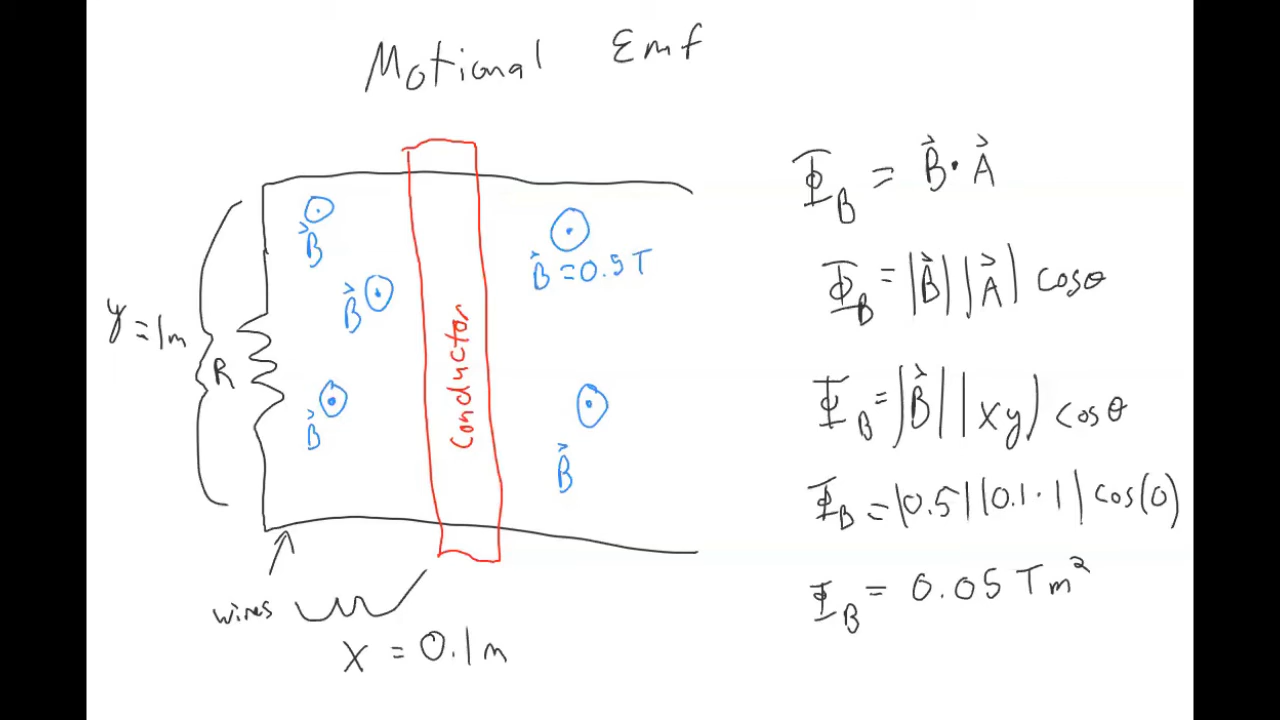 Motional Emf
Φ_B = B⃗ · A⃗
B⃗
B⃗ = 0.5 T
Φ_B = |B⃗| |A⃗| cosθ
B⃗
y = 1m
R
Conductor
Φ_B = |B⃗| |xy| cosθ
B⃗
B⃗
Φ_B = |0.5| |0.1 · 1| cos(0)
wires
Φ_B = 0.05 Tm²
x = 0.1m